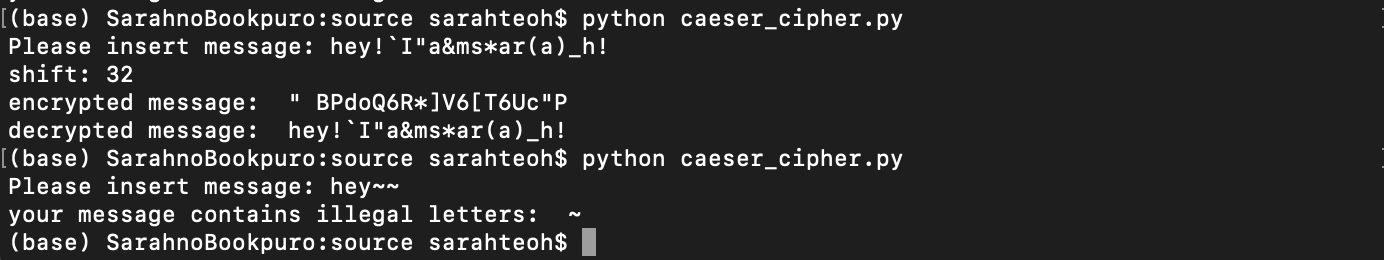 [(base) SarahnoBookpuro:source sarahteoh$ python caeser_cipher.py
Please insert message: hey!`I"a&ms*ar(a)_h!
shift: 32
encrypted message:  " BPdoQ6R*]V6[T6Uc"P
decrypted message:  hey!`I"a&ms*ar(a)_h!
[(base) SarahnoBookpuro:source sarahteoh$ python caeser_cipher.py
Please insert message: hey~~
your message contains illegal letters:  ~
(base) SarahnoBookpuro:source sarahteoh$